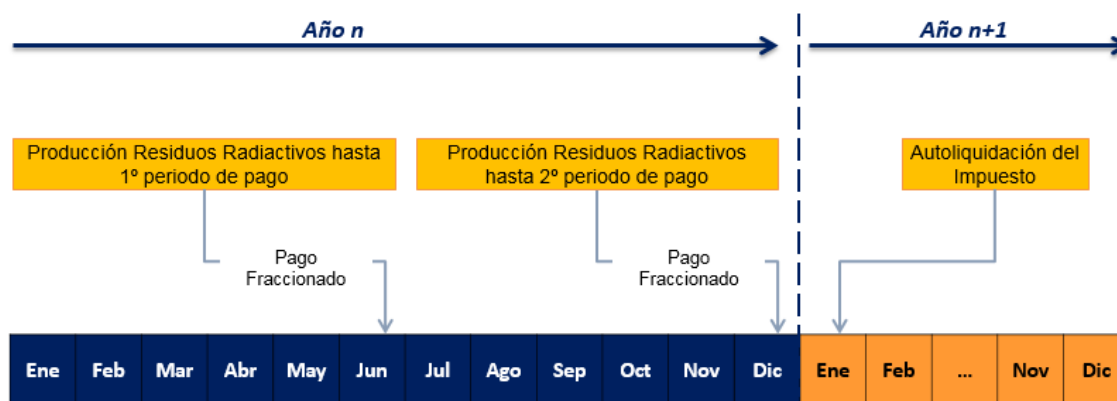 Año n
Año n+1
Producción Residuos Radiactivos hasta
1º periodo de pago
Producción Residuos Radiactivos
hasta 2º periodo de pago
Autoliquidación del
Impuesto
Pago
Fraccionado
Pago
Fraccionado
Ene Feb Mar Abr May Jun Jul Ago Sep Oct Nov Dic Ene Feb ... Nov Dic